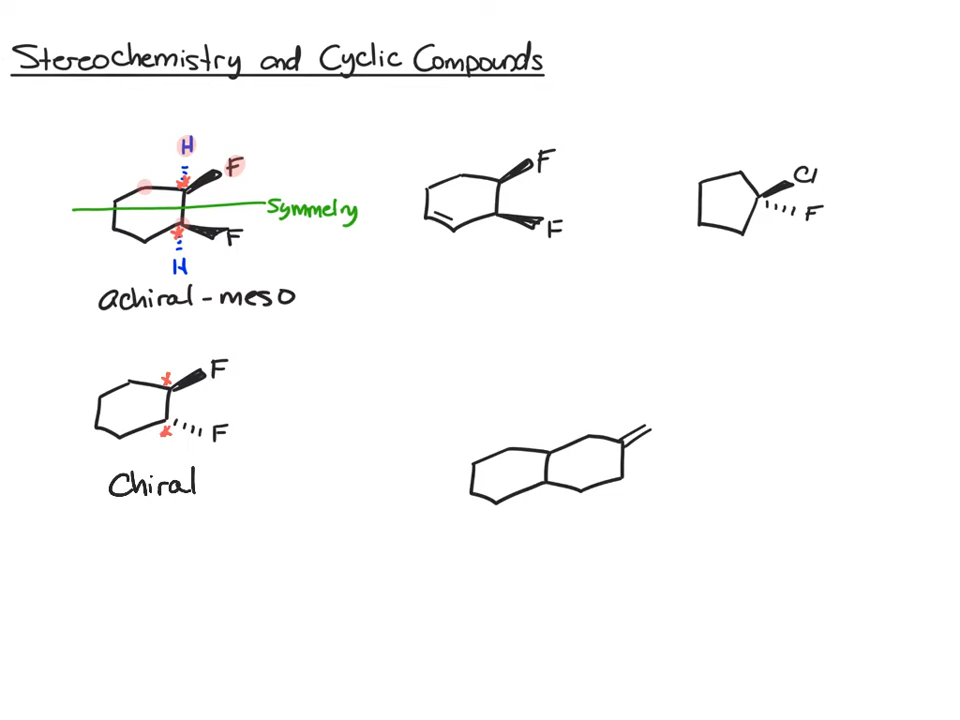 Stereochemistry and Cyclic Compounds
H
F
Symmetry
F
H
achiral - meso
F
F
Cl
F
F
F
Chiral